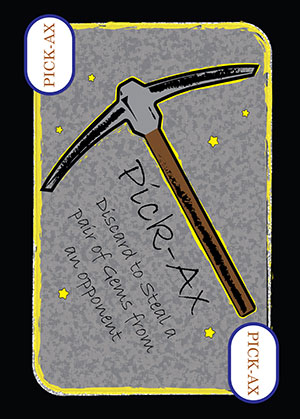 PICK-AX
Pick-Ax
Discard to Steal a
pair of Gems from
an opponent
PICK-AX